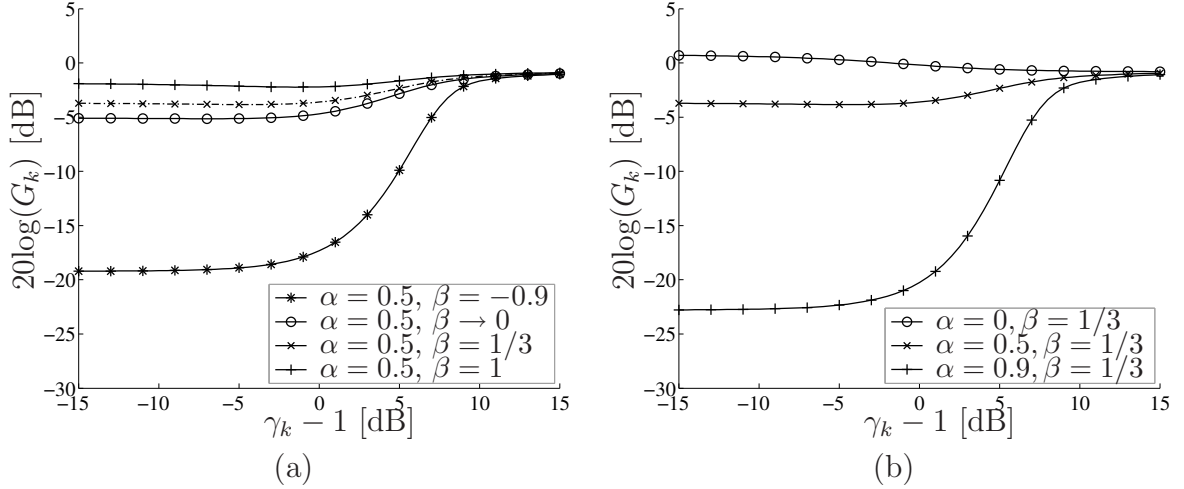 5
0
−5
−10
−15
−20
−25
−30
20log(G_k) [dB]
α = 0.5, β = −0.9
α = 0.5, β → 0
α = 0.5, β = 1/3
α = 0.5, β = 1
−15 −10 −5 0 5 10 15
γ_k − 1 [dB]
(a)
5
0
−5
−10
−15
−20
−25
−30
20log(G_k) [dB]
α = 0, β = 1/3
α = 0.5, β = 1/3
α = 0.9, β = 1/3
−15 −10 −5 0 5 10 15
γ_k − 1 [dB]
(b)